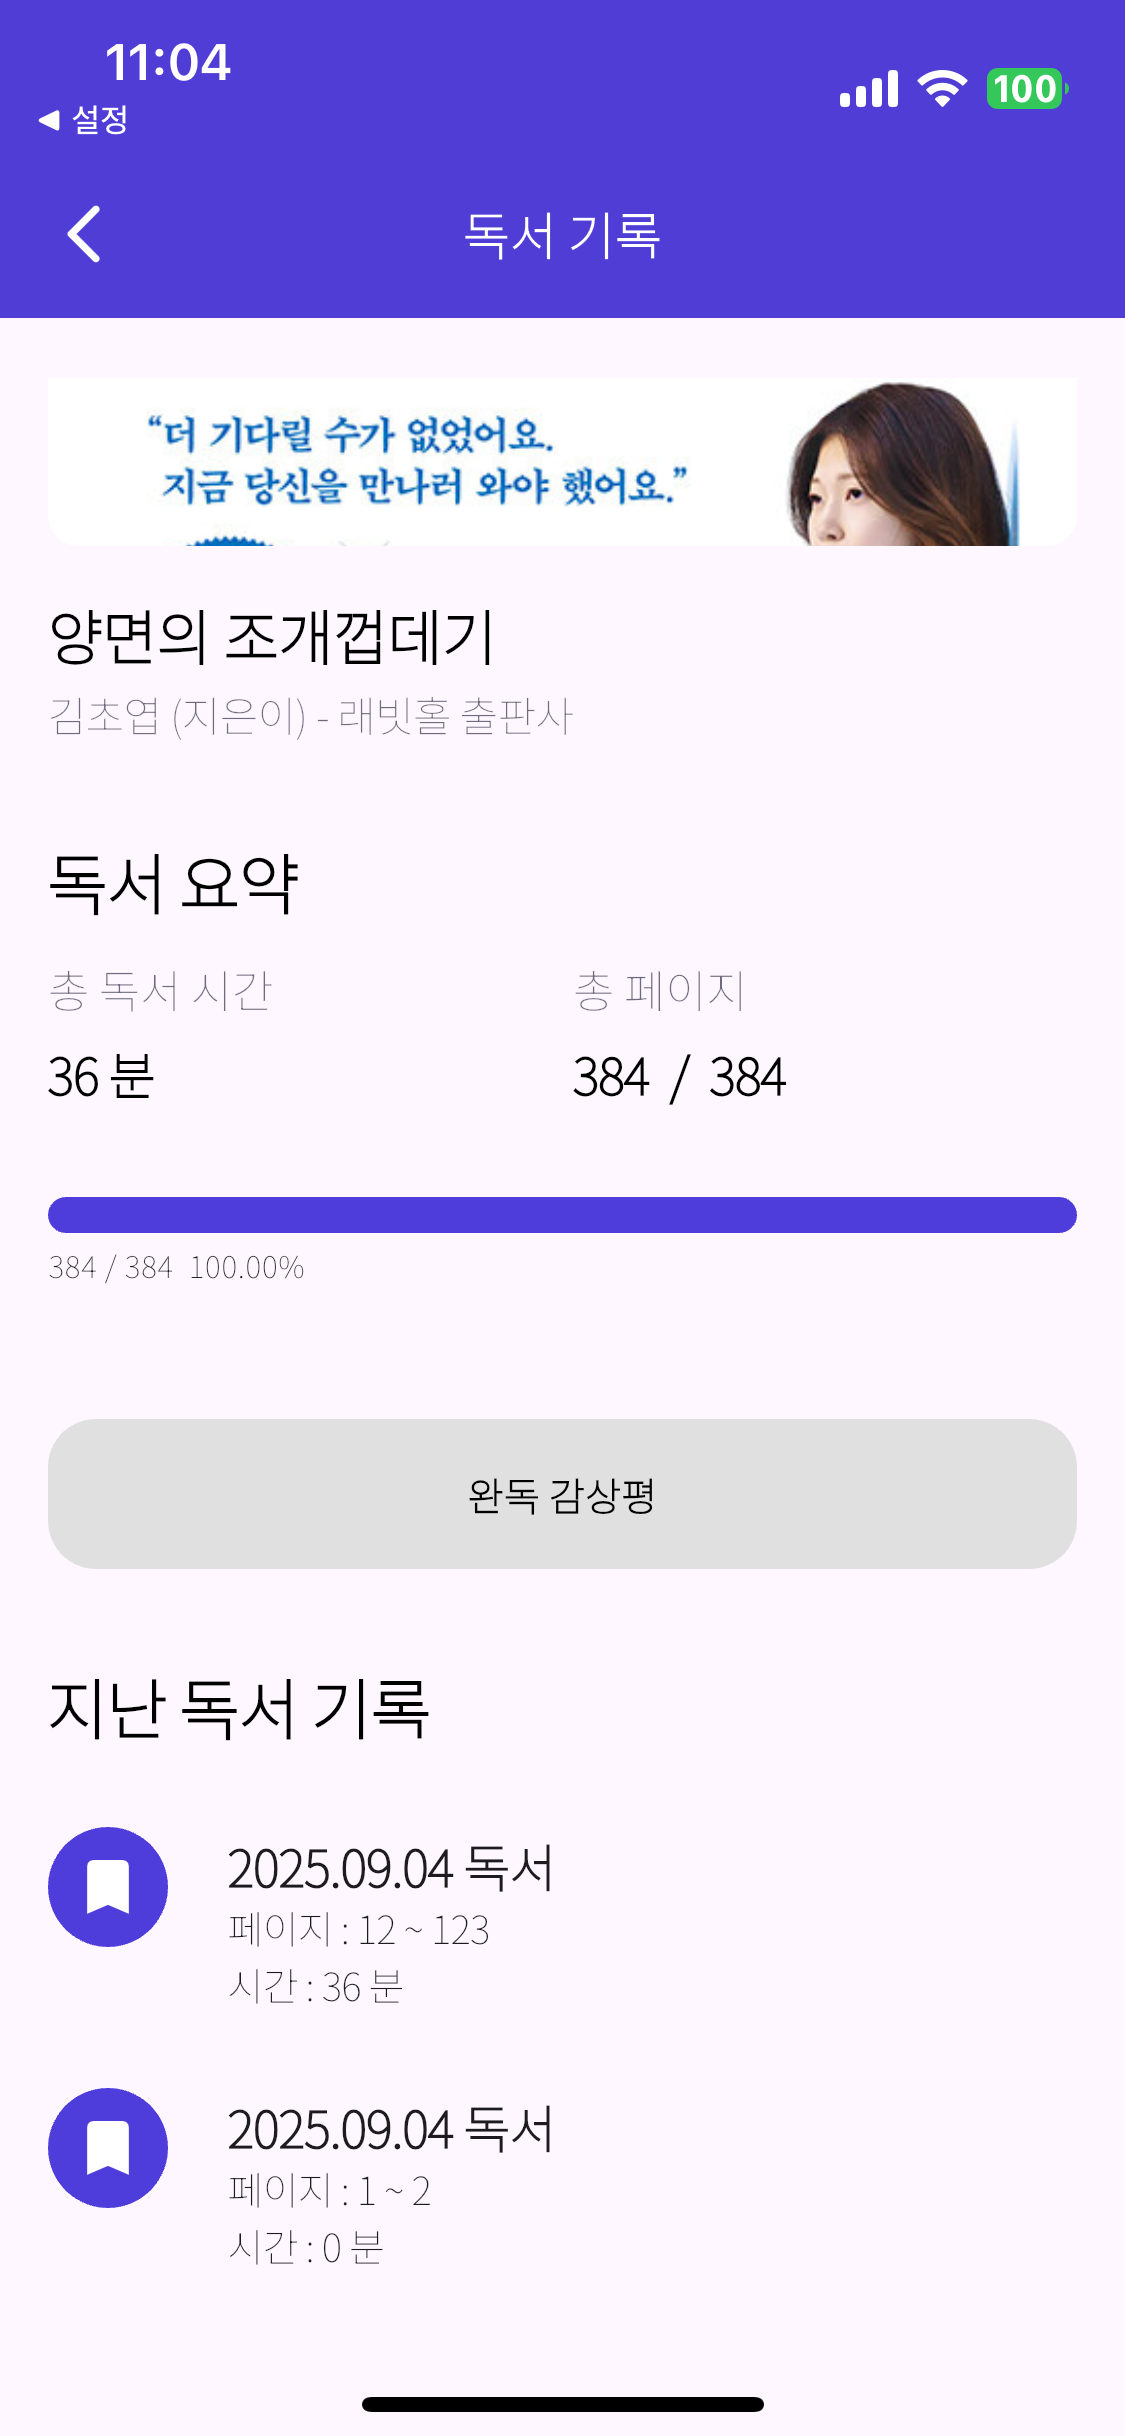 11:04
100
◀ 설정
독서 기록
“더 기다릴 수가 없었어요.
지금 당신을 만나러 와야 했어요.”
양면의 조개껍데기
김초엽 (지은이) - 래빗홀 출판사
독서 요약
총 독서 시간 총 페이지
36 분 384 / 384
384 / 384 100.00%
완독 감상평
지난 독서 기록
2025.09.04 독서
페이지 : 12 ~ 123
시간 : 36 분
2025.09.04 독서
페이지 : 1 ~ 2
시간 : 0 분